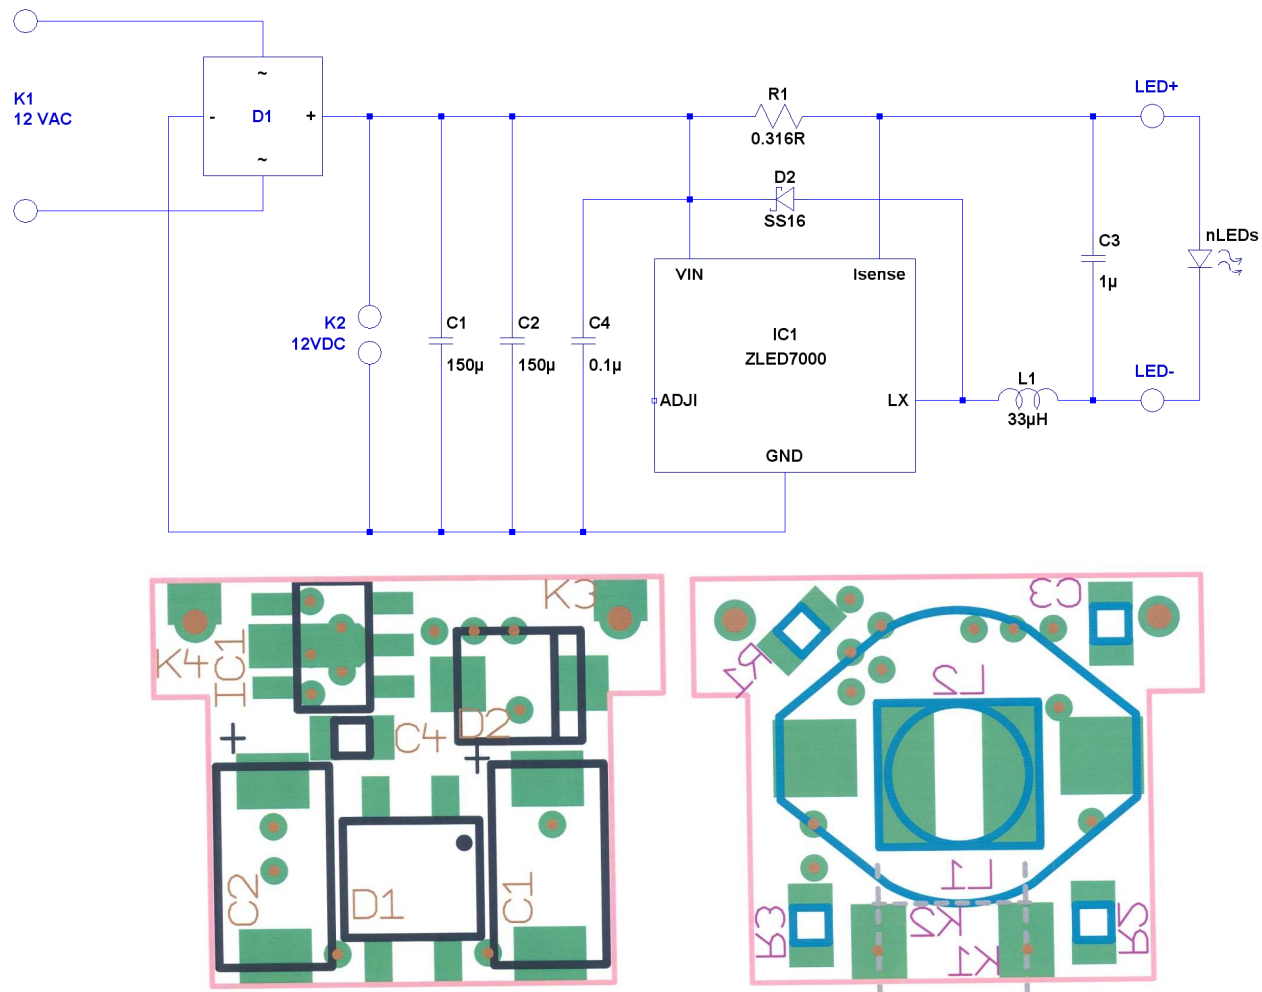 K1
12 VAC
~
-
D1
+
~
R1
0.316R
D2
SS16
LED+
VIN
Isense
IC1
ZLED7000
ADJI
LX
GND
K2
12VDC
C1
150µ
C2
150µ
C4
0.1µ
C3
1µ
nLEDs
L1
33µH
LED-
K3
K4
IC1
+
C4
D2
+
C2
D1
C1
C3
R1
L2
L1
R3
K2
K1
R2